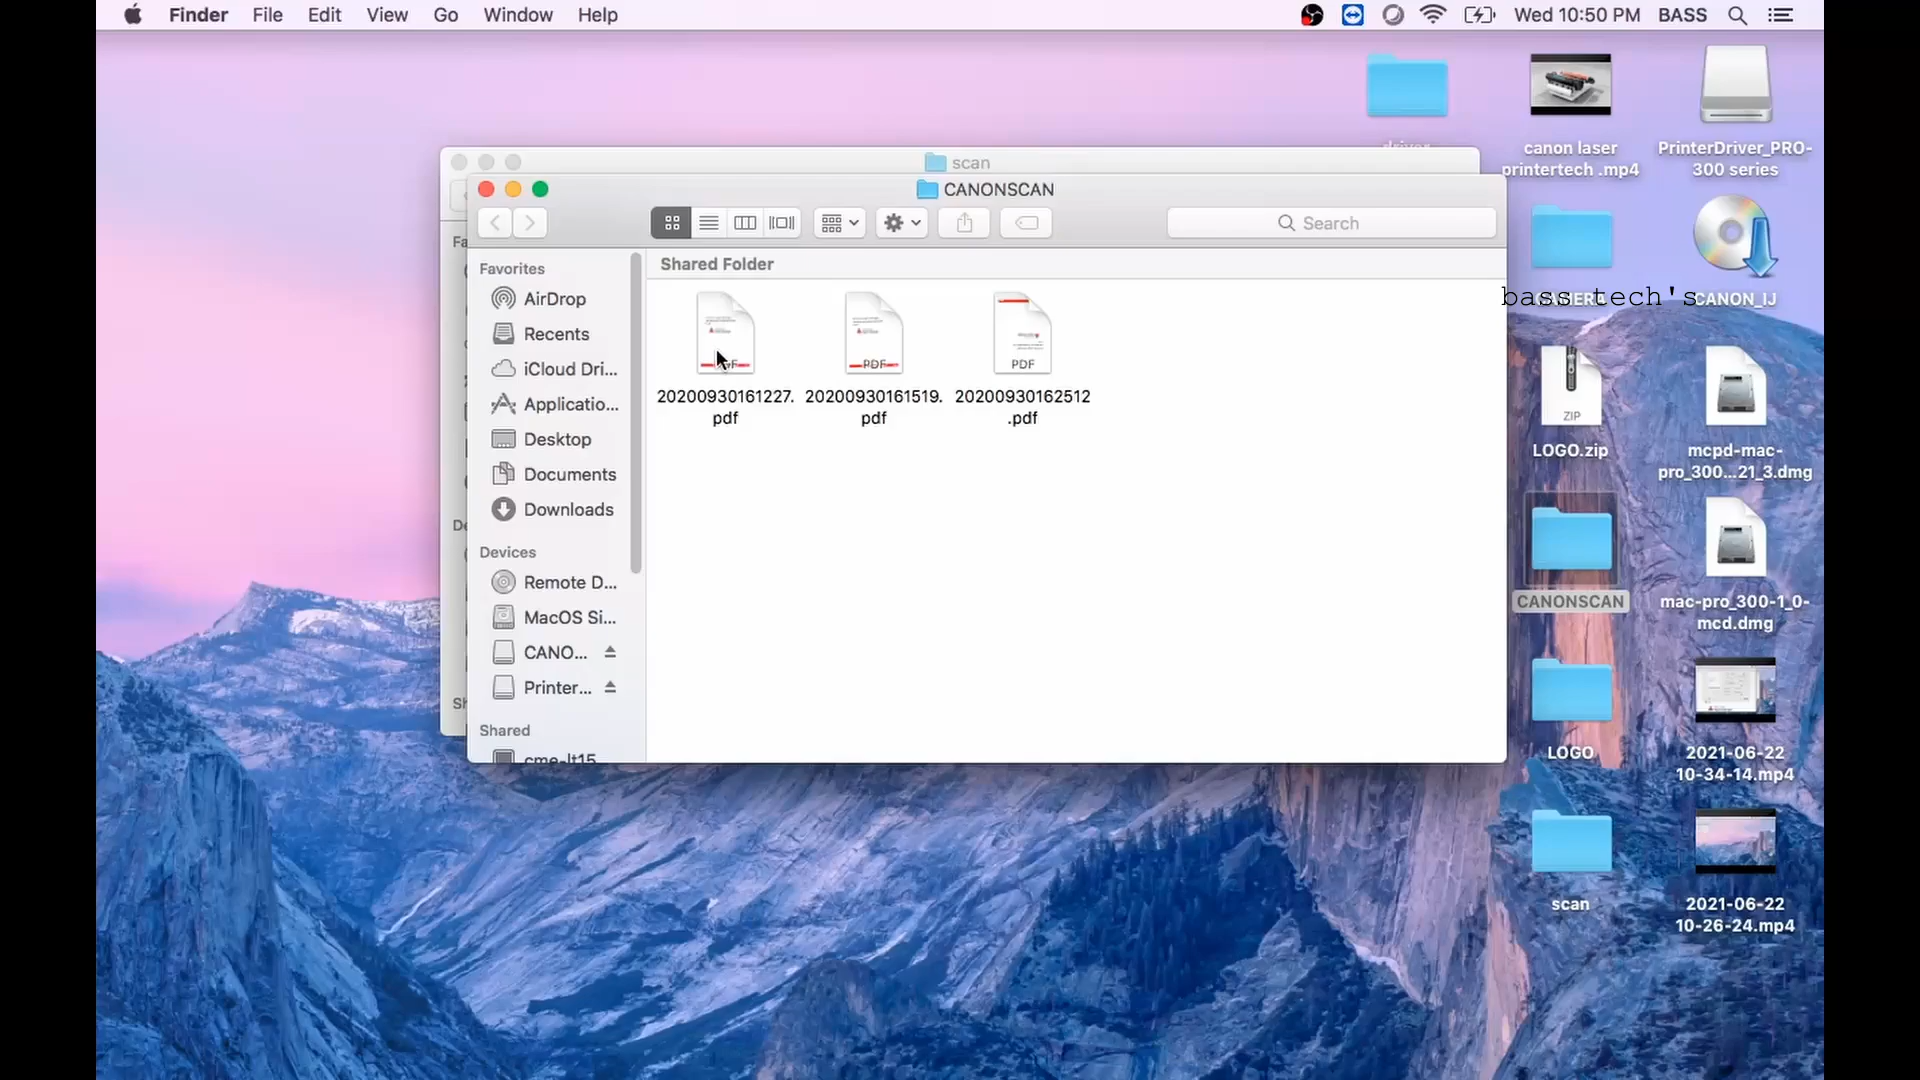 Finder File Edit View Go Window Help
Wed 10:50 PM BASS
scan
CANONSCAN
Search
Shared Folder
Favorites
AirDrop
Recents
iCloud Dri...
Applicatio...
Desktop
Documents
Downloads
Devices
Remote D...
MacOS Si...
CANO...
Printer...
Shared
cme-lt15
PDF
PDF
20200930161227.
pdf
20200930161519.
pdf
20200930162512
.pdf
Fa
De
Sh
driver
canon laser
printertech .mp4
PrinterDriver_PRO-
300 series
bass tech's
CANON_IJ
ZIP
LOGO.zip
mcpd-mac-
pro_300...21_3.dmg
CANONSCAN
mac-pro_300-1_0-
mcd.dmg
LOGO
2021-06-22
10-34-14.mp4
scan
2021-06-22
10-26-24.mp4